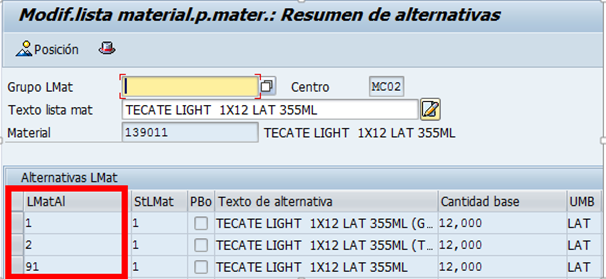 Modif.lista material.p.mater.: Resumen de alternativas
Posición
Grupo LMat Centro MC02
Texto lista mat TECATE LIGHT 1X12 LAT 355ML
Material 139011 TECATE LIGHT 1X12 LAT 355ML
Alternativas LMat
LMatAl StLMat PBo Texto de alternativa Cantidad base UMB
1 1 TECATE LIGHT 1X12 LAT 355ML (G... 12,000 LAT
2 1 TECATE LIGHT 1X12 LAT 355ML (T... 12,000 LAT
91 1 TECATE LIGHT 1X12 LAT 355ML 12,000 LAT